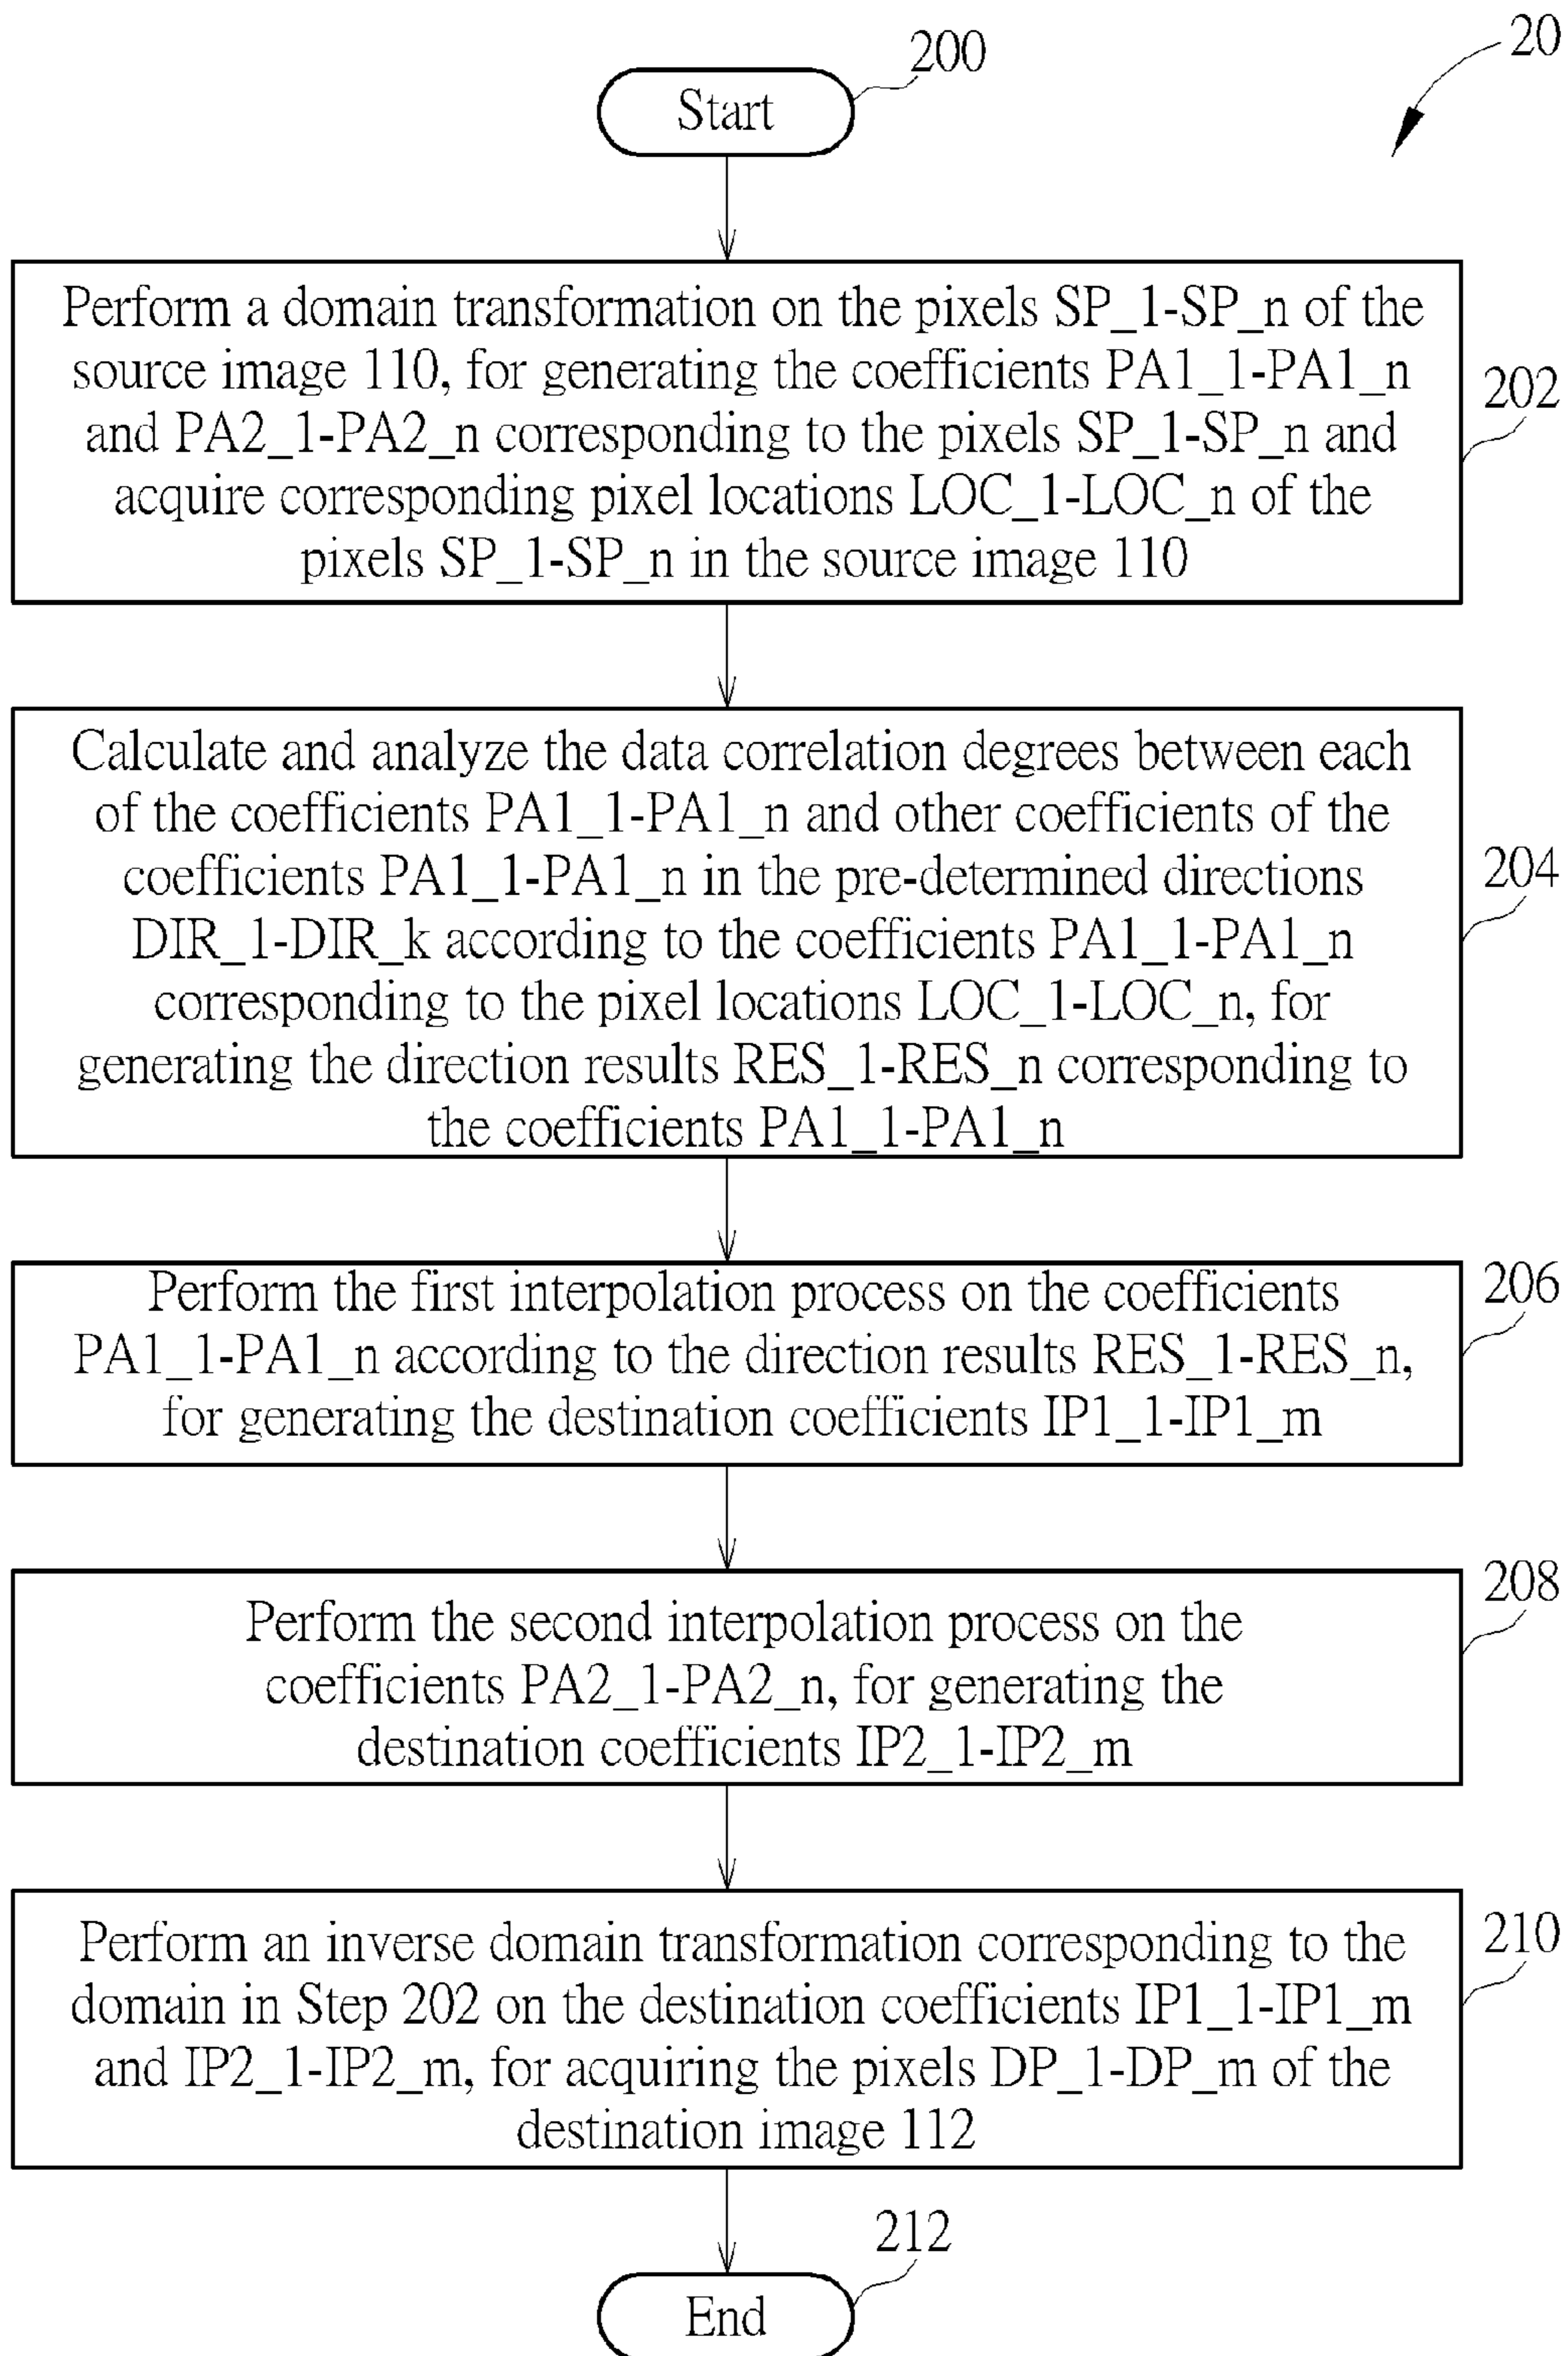 20
200
Start
202
Perform a domain transformation on the pixels SP_1-SP_n of the
source image 110, for generating the coefficients PA1_1-PA1_n
and PA2_1-PA2_n corresponding to the pixels SP_1-SP_n and
acquire corresponding pixel locations LOC_1-LOC_n of the
pixels SP_1-SP_n in the source image 110
204
Calculate and analyze the data correlation degrees between each
of the coefficients PA1_1-PA1_n and other coefficients of the
coefficients PA1_1-PA1_n in the pre-determined directions
DIR_1-DIR_k according to the coefficients PA1_1-PA1_n
corresponding to the pixel locations LOC_1-LOC_n, for
generating the direction results RES_1-RES_n corresponding to
the coefficients PA1_1-PA1_n
206
Perform the first interpolation process on the coefficients
PA1_1-PA1_n according to the direction results RES_1-RES_n,
for generating the destination coefficients IP1_1-IP1_m
208
Perform the second interpolation process on the
coefficients PA2_1-PA2_n, for generating the
destination coefficients IP2_1-IP2_m
210
Perform an inverse domain transformation corresponding to the
domain in Step 202 on the destination coefficients IP1_1-IP1_m
and IP2_1-IP2_m, for acquiring the pixels DP_1-DP_m of the
destination image 112
212
End